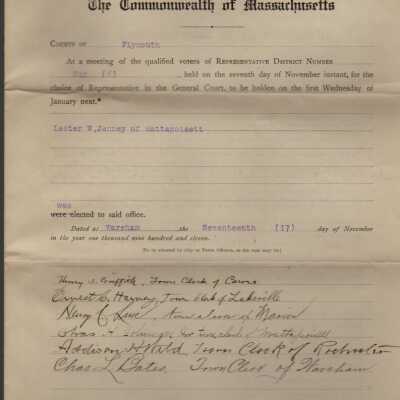 The Commonwealth of Massachusetts
COUNTY OF Plymouth
At a meeting of the qualified voters of REPRESENTATIVE DISTRICT NUMBER
held on the seventh day of November instant, for the
choice of Representative in the General Court, to be holden on the first Wednesday of
January next.*
Lester W. Jenney of Mattapoisett
was
were elected to said office.
Dated at Wareham the Seventeenth (17) day of November
in the year one thousand nine hundred and eleven.
Henry S. Griffith, Town Clerk of Carver
Town Clerk of Lakeville
Town Clerk of Marion
Town Clerk of Mattapoisett
Addison Town Clerk of Rochester
Chas. L. Bates, Town Clerk of Wareham.